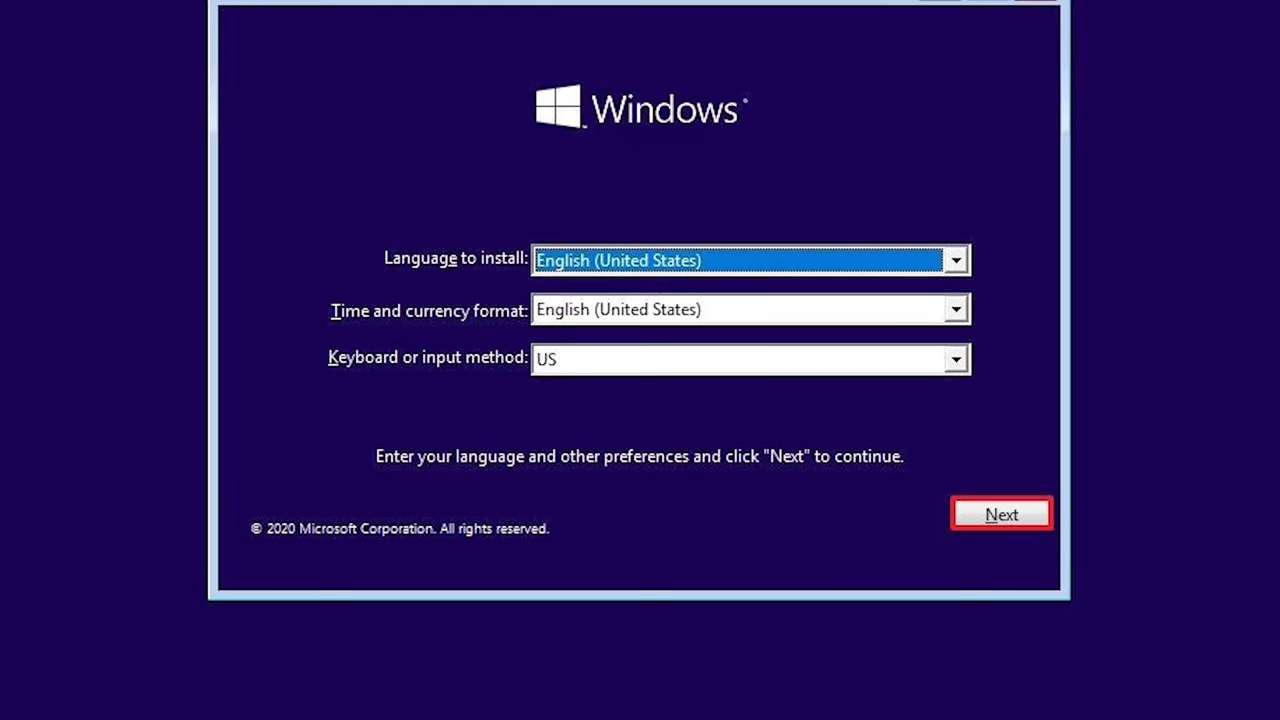 Windows
Language to install: English (United States)
Time and currency format: English (United States)
Keyboard or input method: US
Enter your language and other preferences and click "Next" to continue.
Next
© 2020 Microsoft Corporation. All rights reserved.